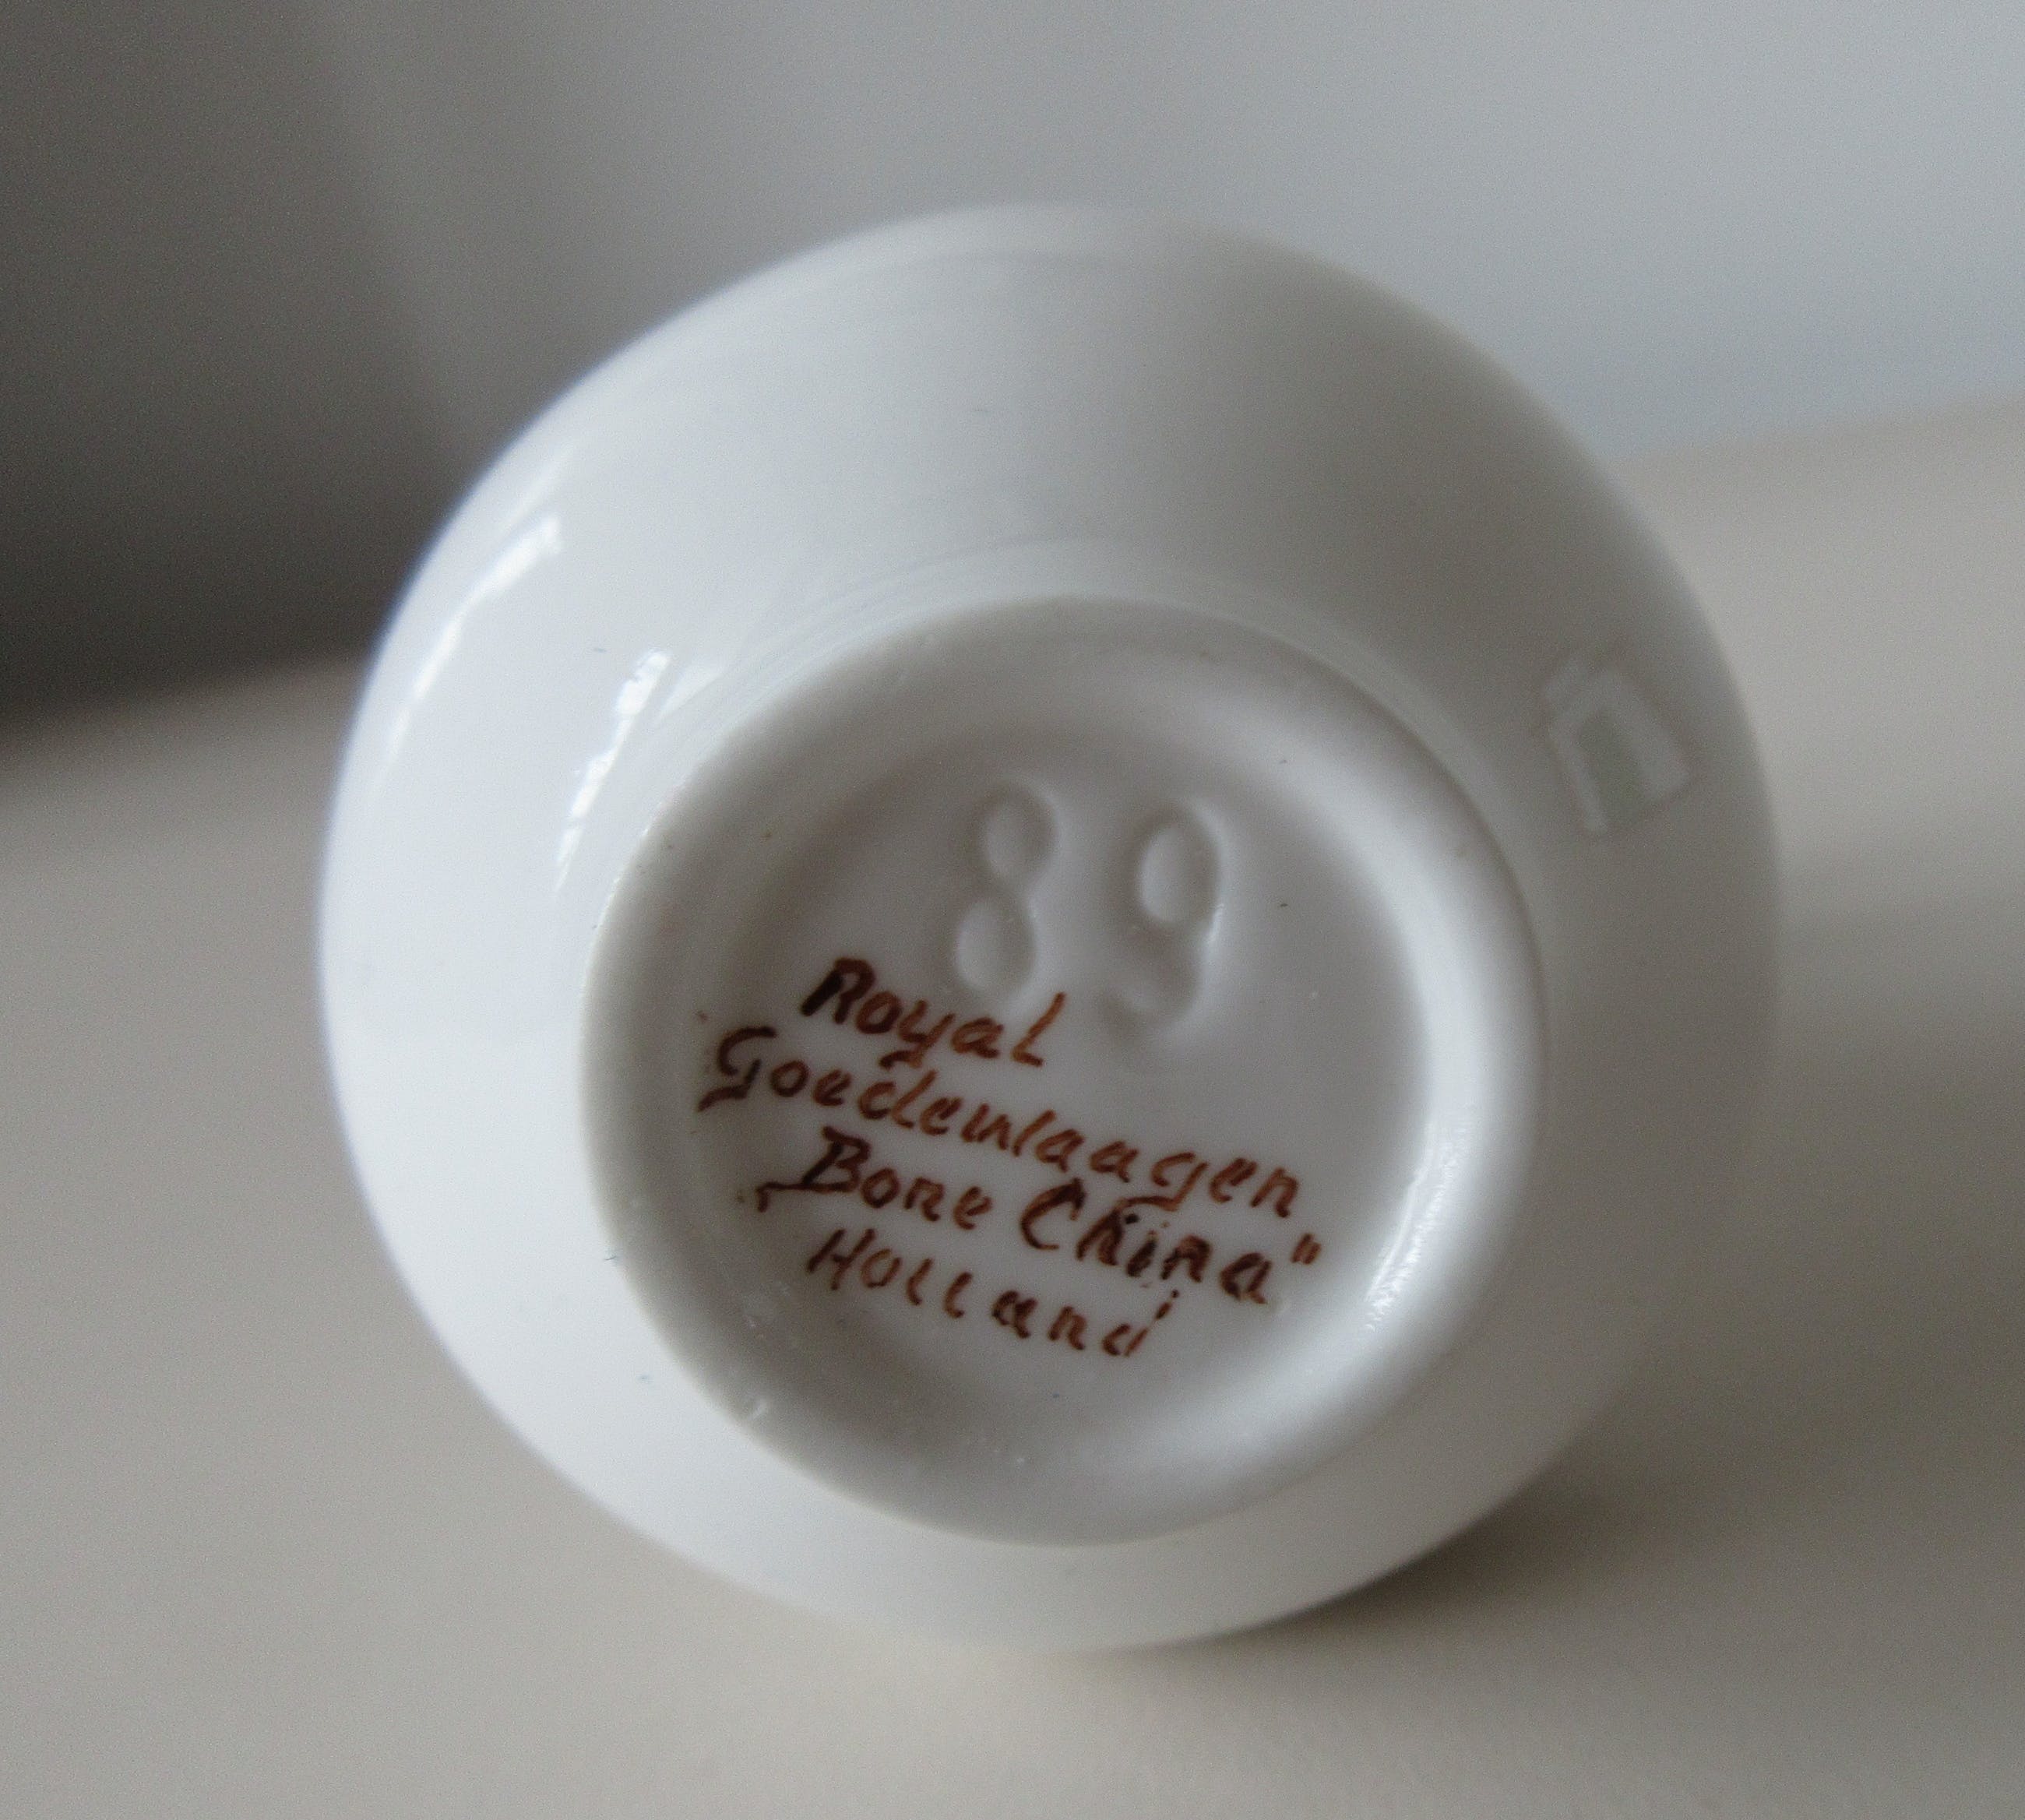 89
Royal
Goedewaagen
„Bone China"
Holland